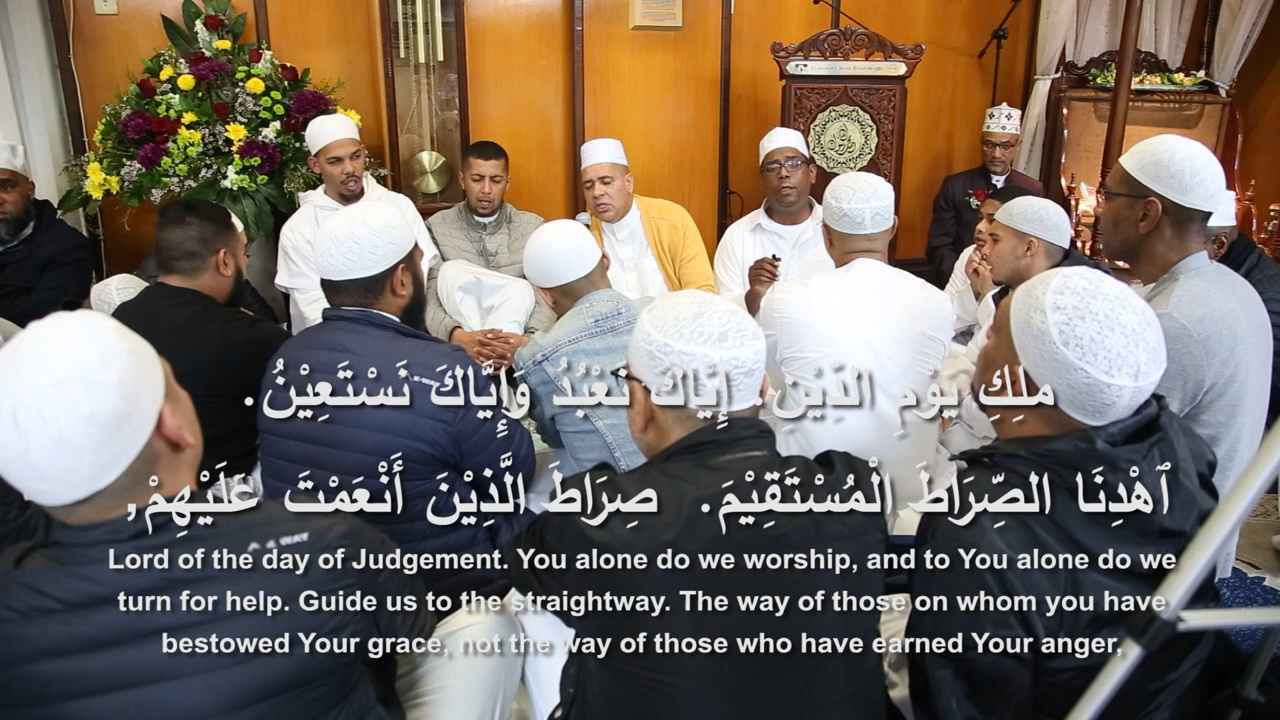 ملِكِ يَوْمِ الدِّيْنِ. إِيَّاكَ نَعْبُدُ وَإِيَّاكَ نَسْتَعِيْنُ.
ٱهْدِنَا الصِّرَاطَ الْمُسْتَقِيْمَ. صِرَاطَ الَّذِيْنَ أَنْعَمْتَ عَلَيْهِمْ,
Lord of the day of Judgement. You alone do we worship, and to You alone do we
turn for help. Guide us to the straightway. The way of those on whom you have
bestowed Your grace, not the way of those who have earned Your anger,